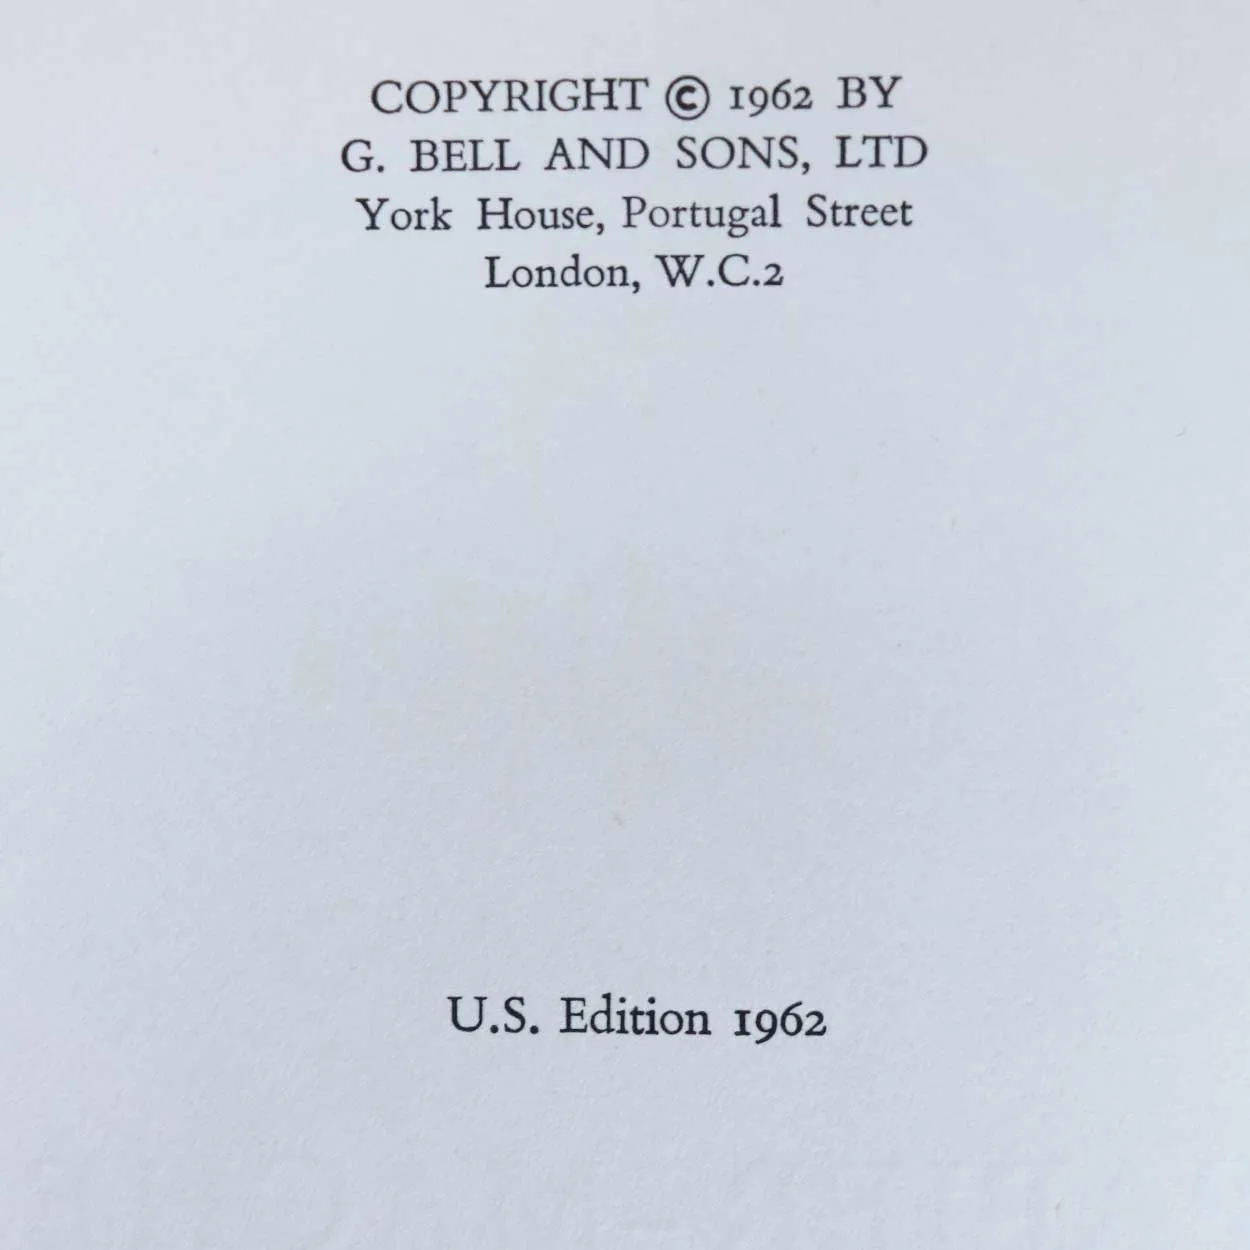 COPYRIGHT © 1962 BY
G. BELL AND SONS, LTD
York House, Portugal Street
London, W.C.2
U.S. Edition 1962